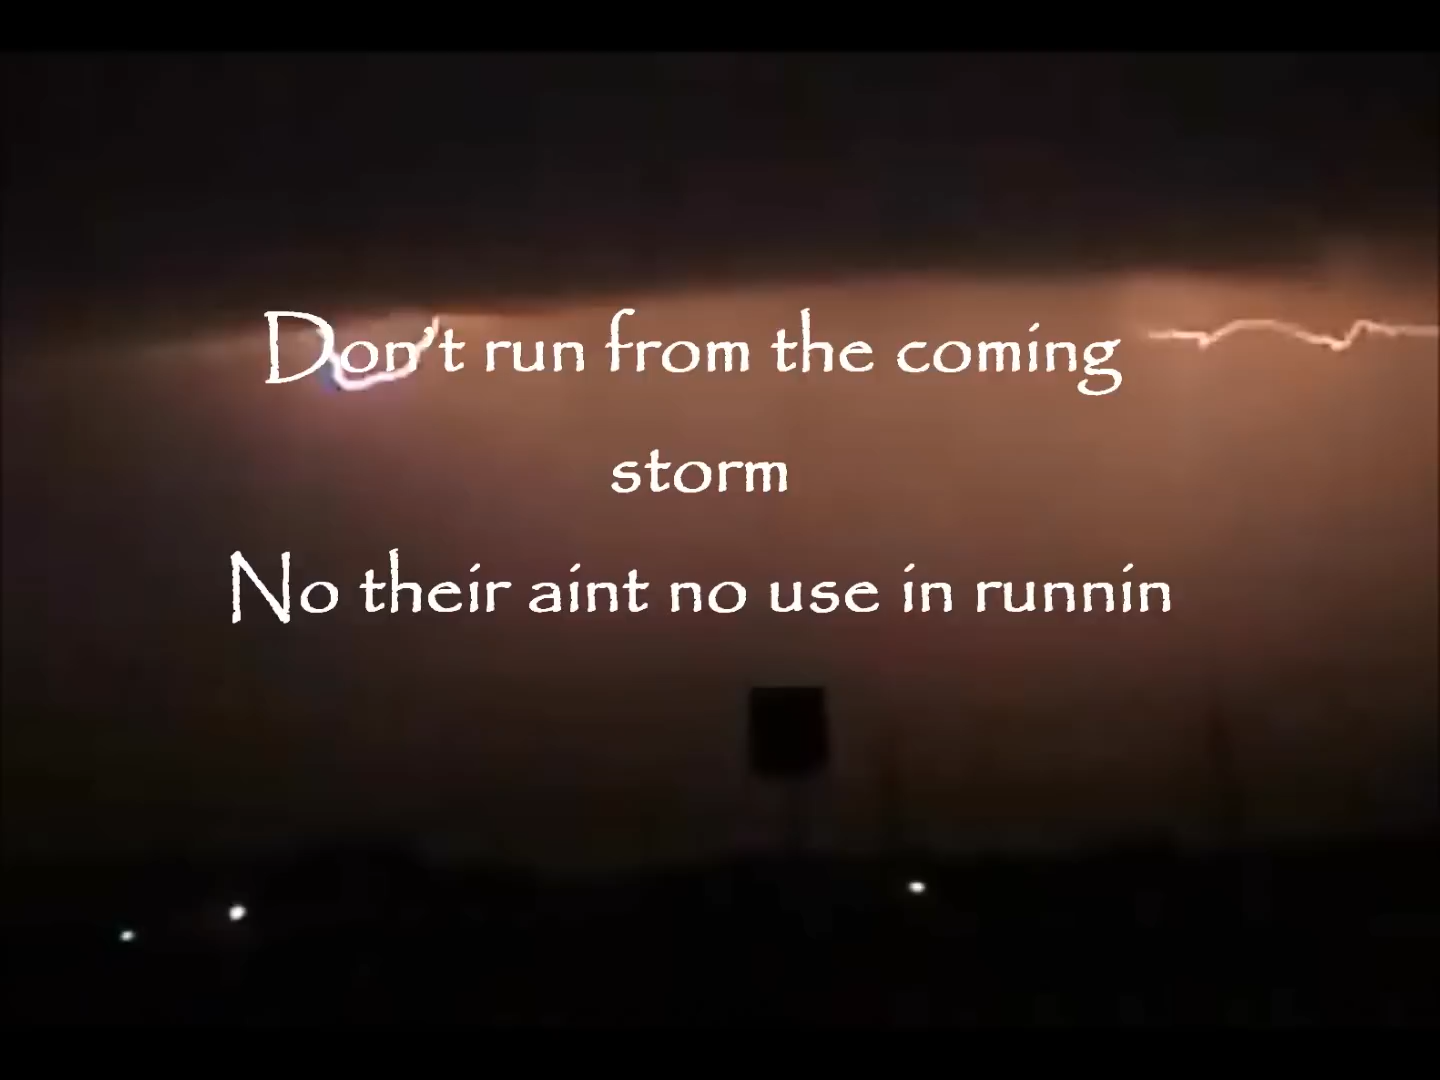 Don't run from the coming
storm
No their aint no use in runnin